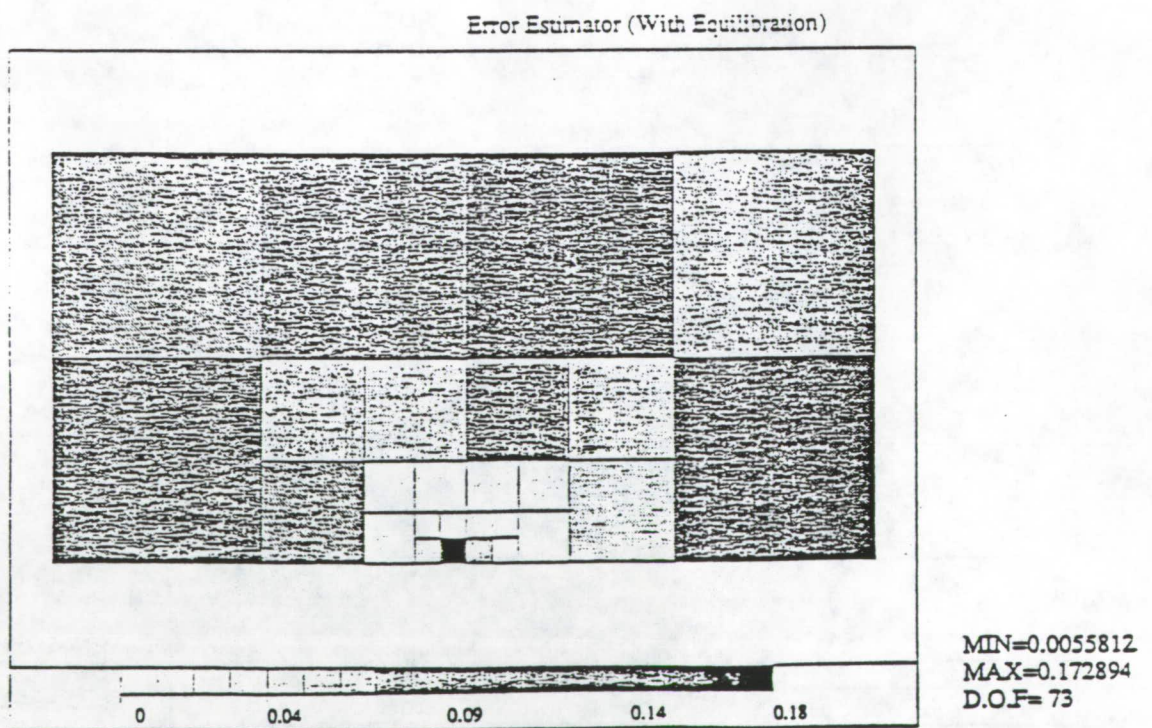 Error Estimator (With Equilibration)
MIN=0.0055812
MAX=0.172894
D.O.F= 73
0 0.04 0.09 0.14 0.18